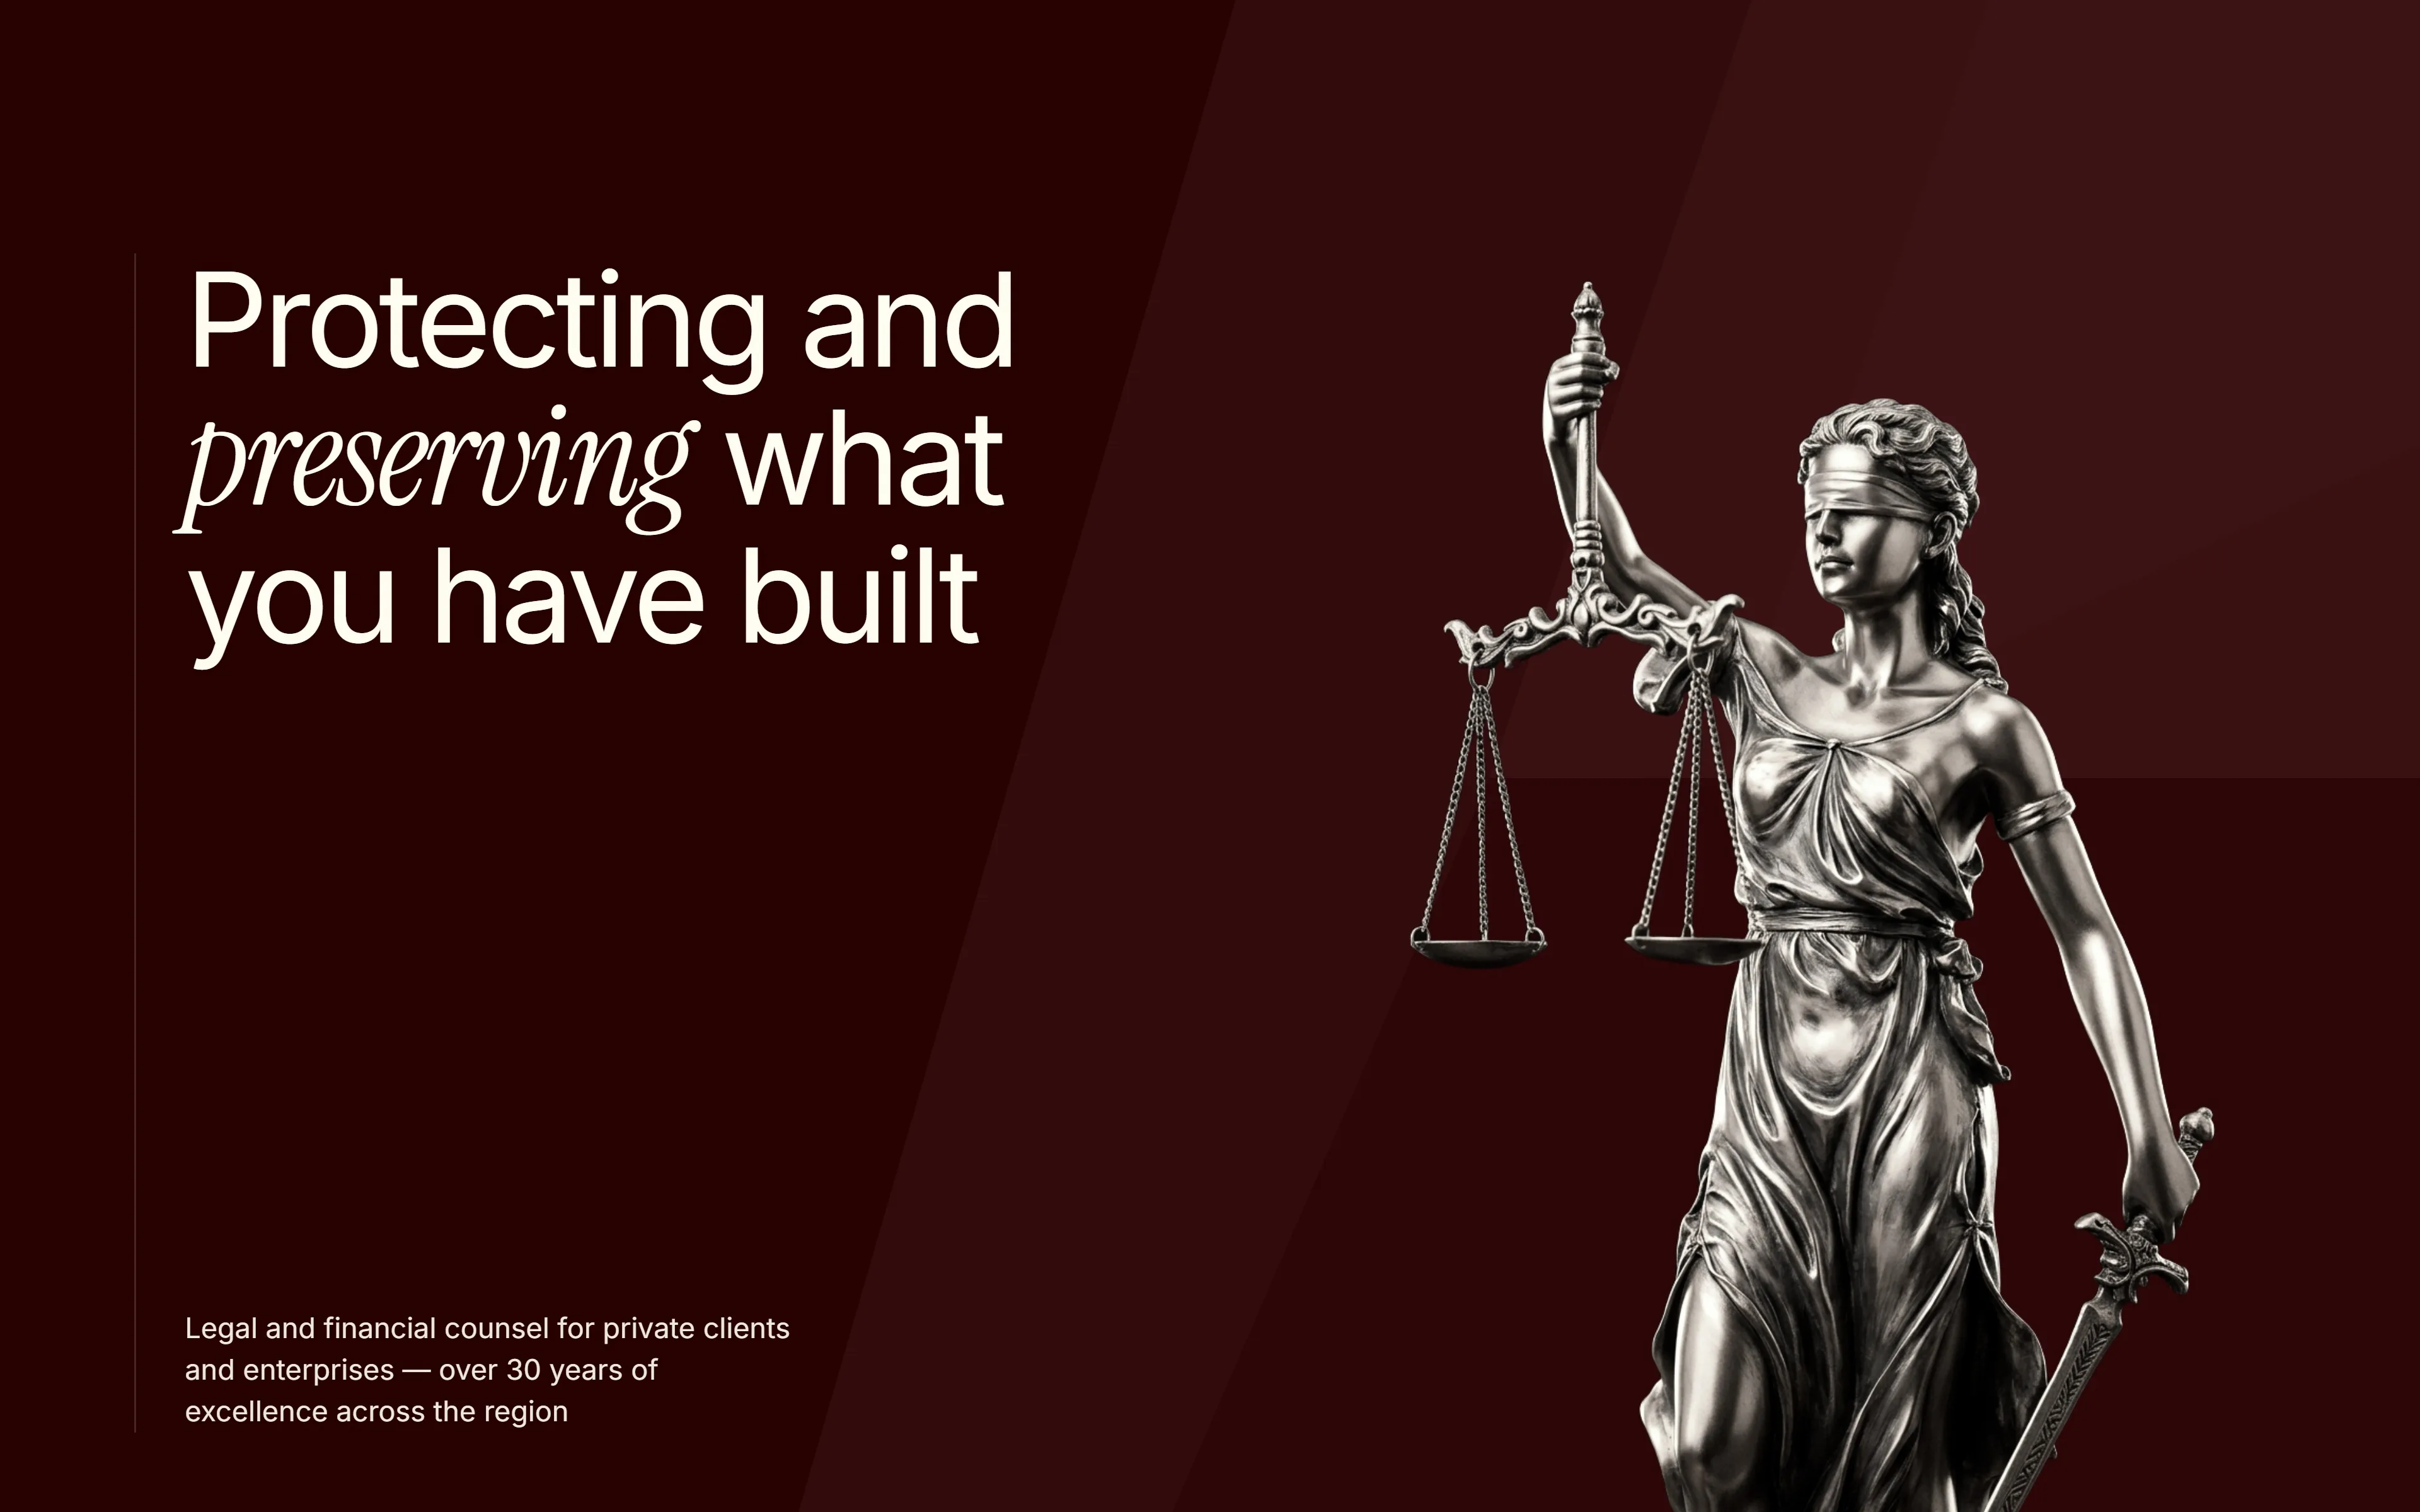 Protecting and
preserving what
you have built
Legal and financial counsel for private clients
and enterprises — over 30 years of
excellence across the region